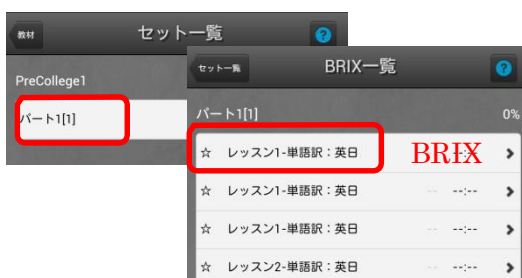 教材
セット一覧
?
PreCollege1
パート1[1]
セット一覧
BRIX一覧
?
パート1[1]
0%
☆ レッスン1-単語訳:英日
BRIX
☆ レッスン1-単語訳:英日 -- --:--
☆ レッスン1-単語訳:英日 -- --:--
☆ レッスン2-単語訳:英日 -- --:--